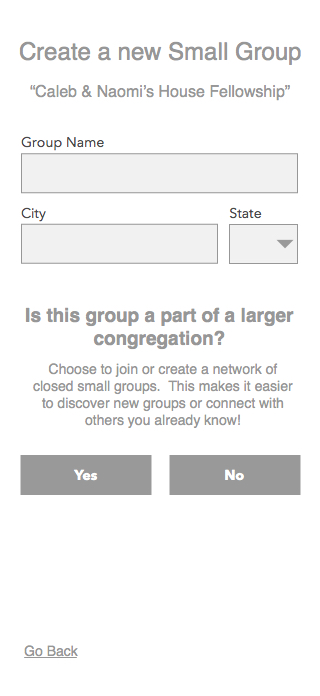 Create a new Small Group
“Caleb & Naomi’s House Fellowship”
Group Name
City State
Is this group a part of a larger
congregation?
Choose to join or create a network of
closed small groups.  This makes it easier
to discover new groups or connect with
others you already know!
Yes No
Go Back